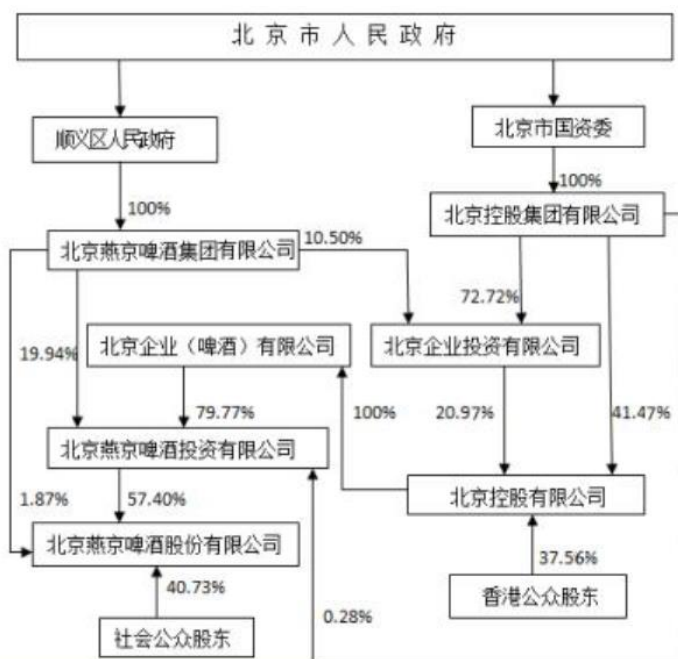 北京市人民政府
顺义区人民政府
北京市国资委
100%
100%
北京控股集团有限公司
北京燕京啤酒集团有限公司
10.50%
72.72%
19.94%
北京企业（啤酒）有限公司
北京企业投资有限公司
79.77%
100%
20.97%
41.47%
北京燕京啤酒投资有限公司
1.87%
57.40%
北京控股有限公司
北京燕京啤酒股份有限公司
37.56%
40.73%
香港公众股东
0.28%
社会公众股东